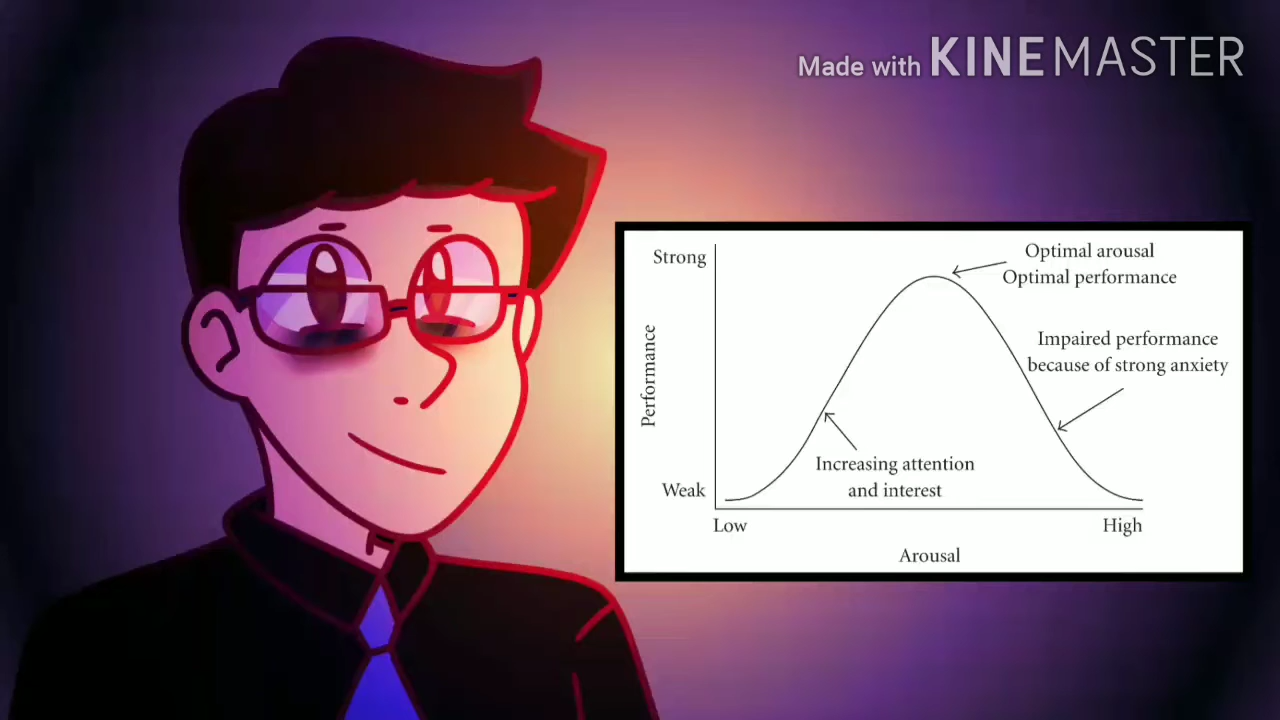 Made with KINEMASTER
Strong
Optimal arousal
Optimal performance
Impaired performance
because of strong anxiety
Performance
Increasing attention
and interest
Weak
Low
High
Arousal